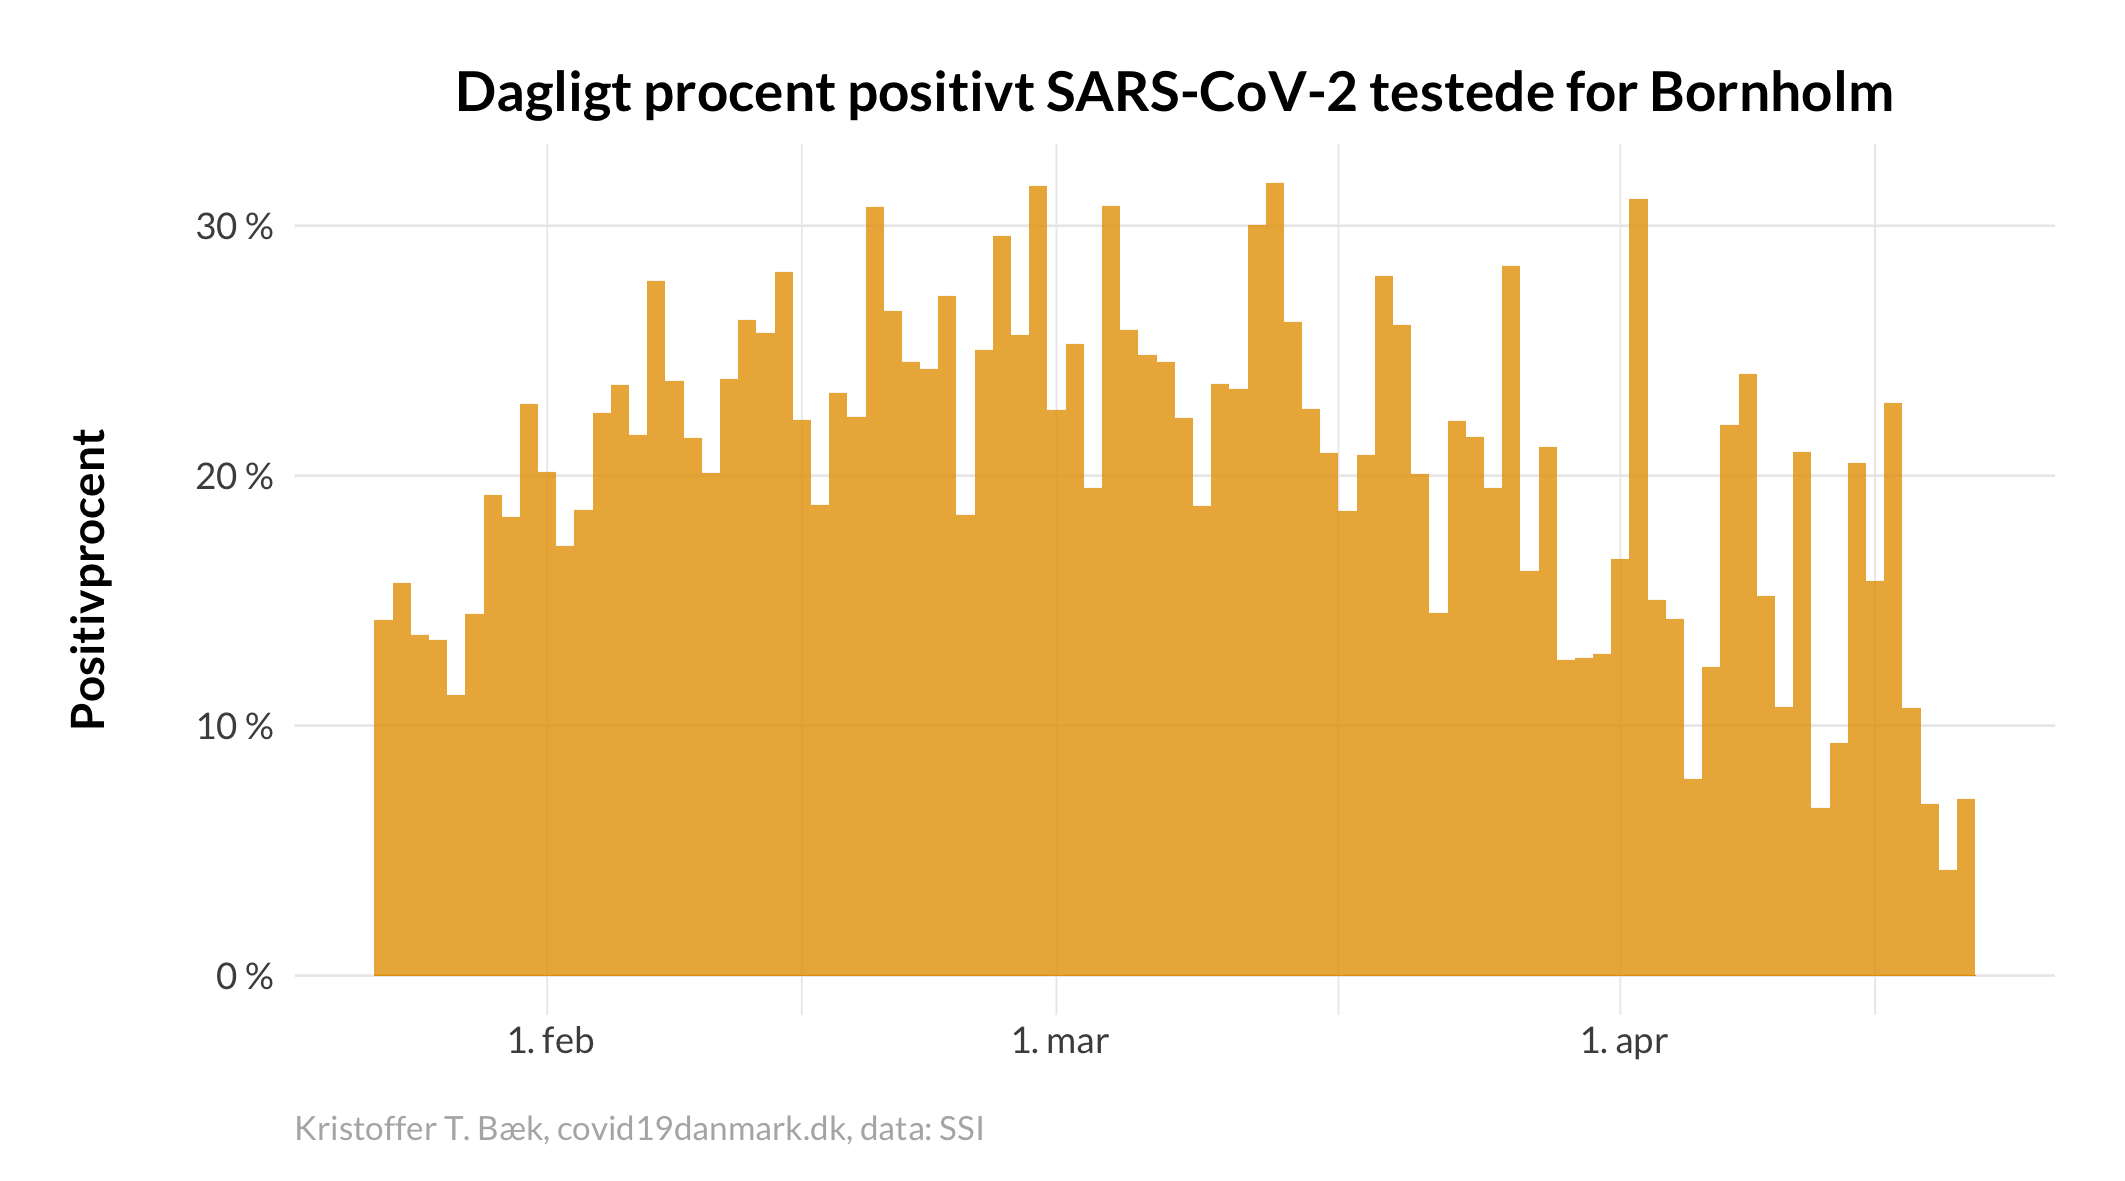 Dagligt procent positivt SARS-CoV-2 testede for Bornholm
Positivprocent
30 %
20 %
10 %
0 %
1. feb
1. mar
1. apr
Kristoffer T. Bæk, covid19danmark.dk, data: SSI